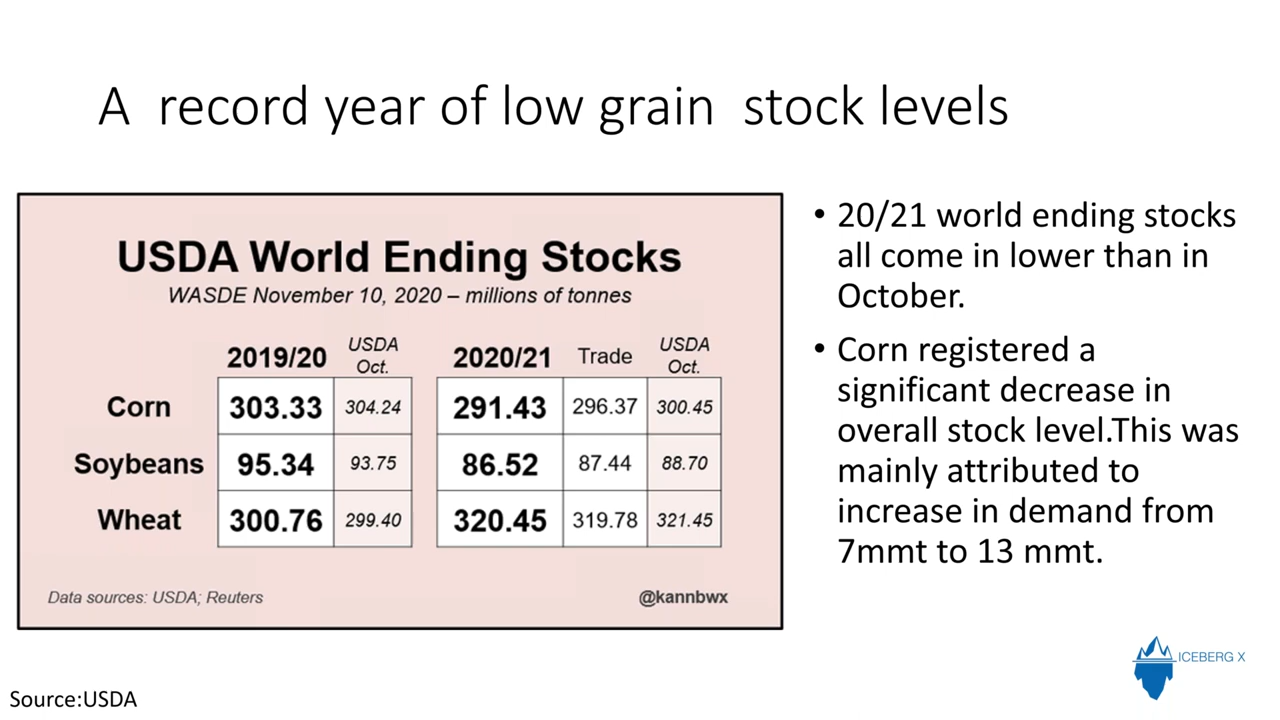 A record year of low grain stock levels
USDA World Ending Stocks
WASDE November 10, 2020 – millions of tonnes
2019/20 USDA Oct. 2020/21 Trade USDA Oct.
Corn 303.33 304.24 291.43 296.37 300.45
Soybeans 95.34 93.75 86.52 87.44 88.70
Wheat 300.76 299.40 320.45 319.78 321.45
Data sources: USDA; Reuters @kannbwx
• 20/21 world ending stocks
all come in lower than in
October.
• Corn registered a
significant decrease in
overall stock level.This was
mainly attributed to
increase in demand from
7mmt to 13 mmt.
ICEBERG X
Source:USDA